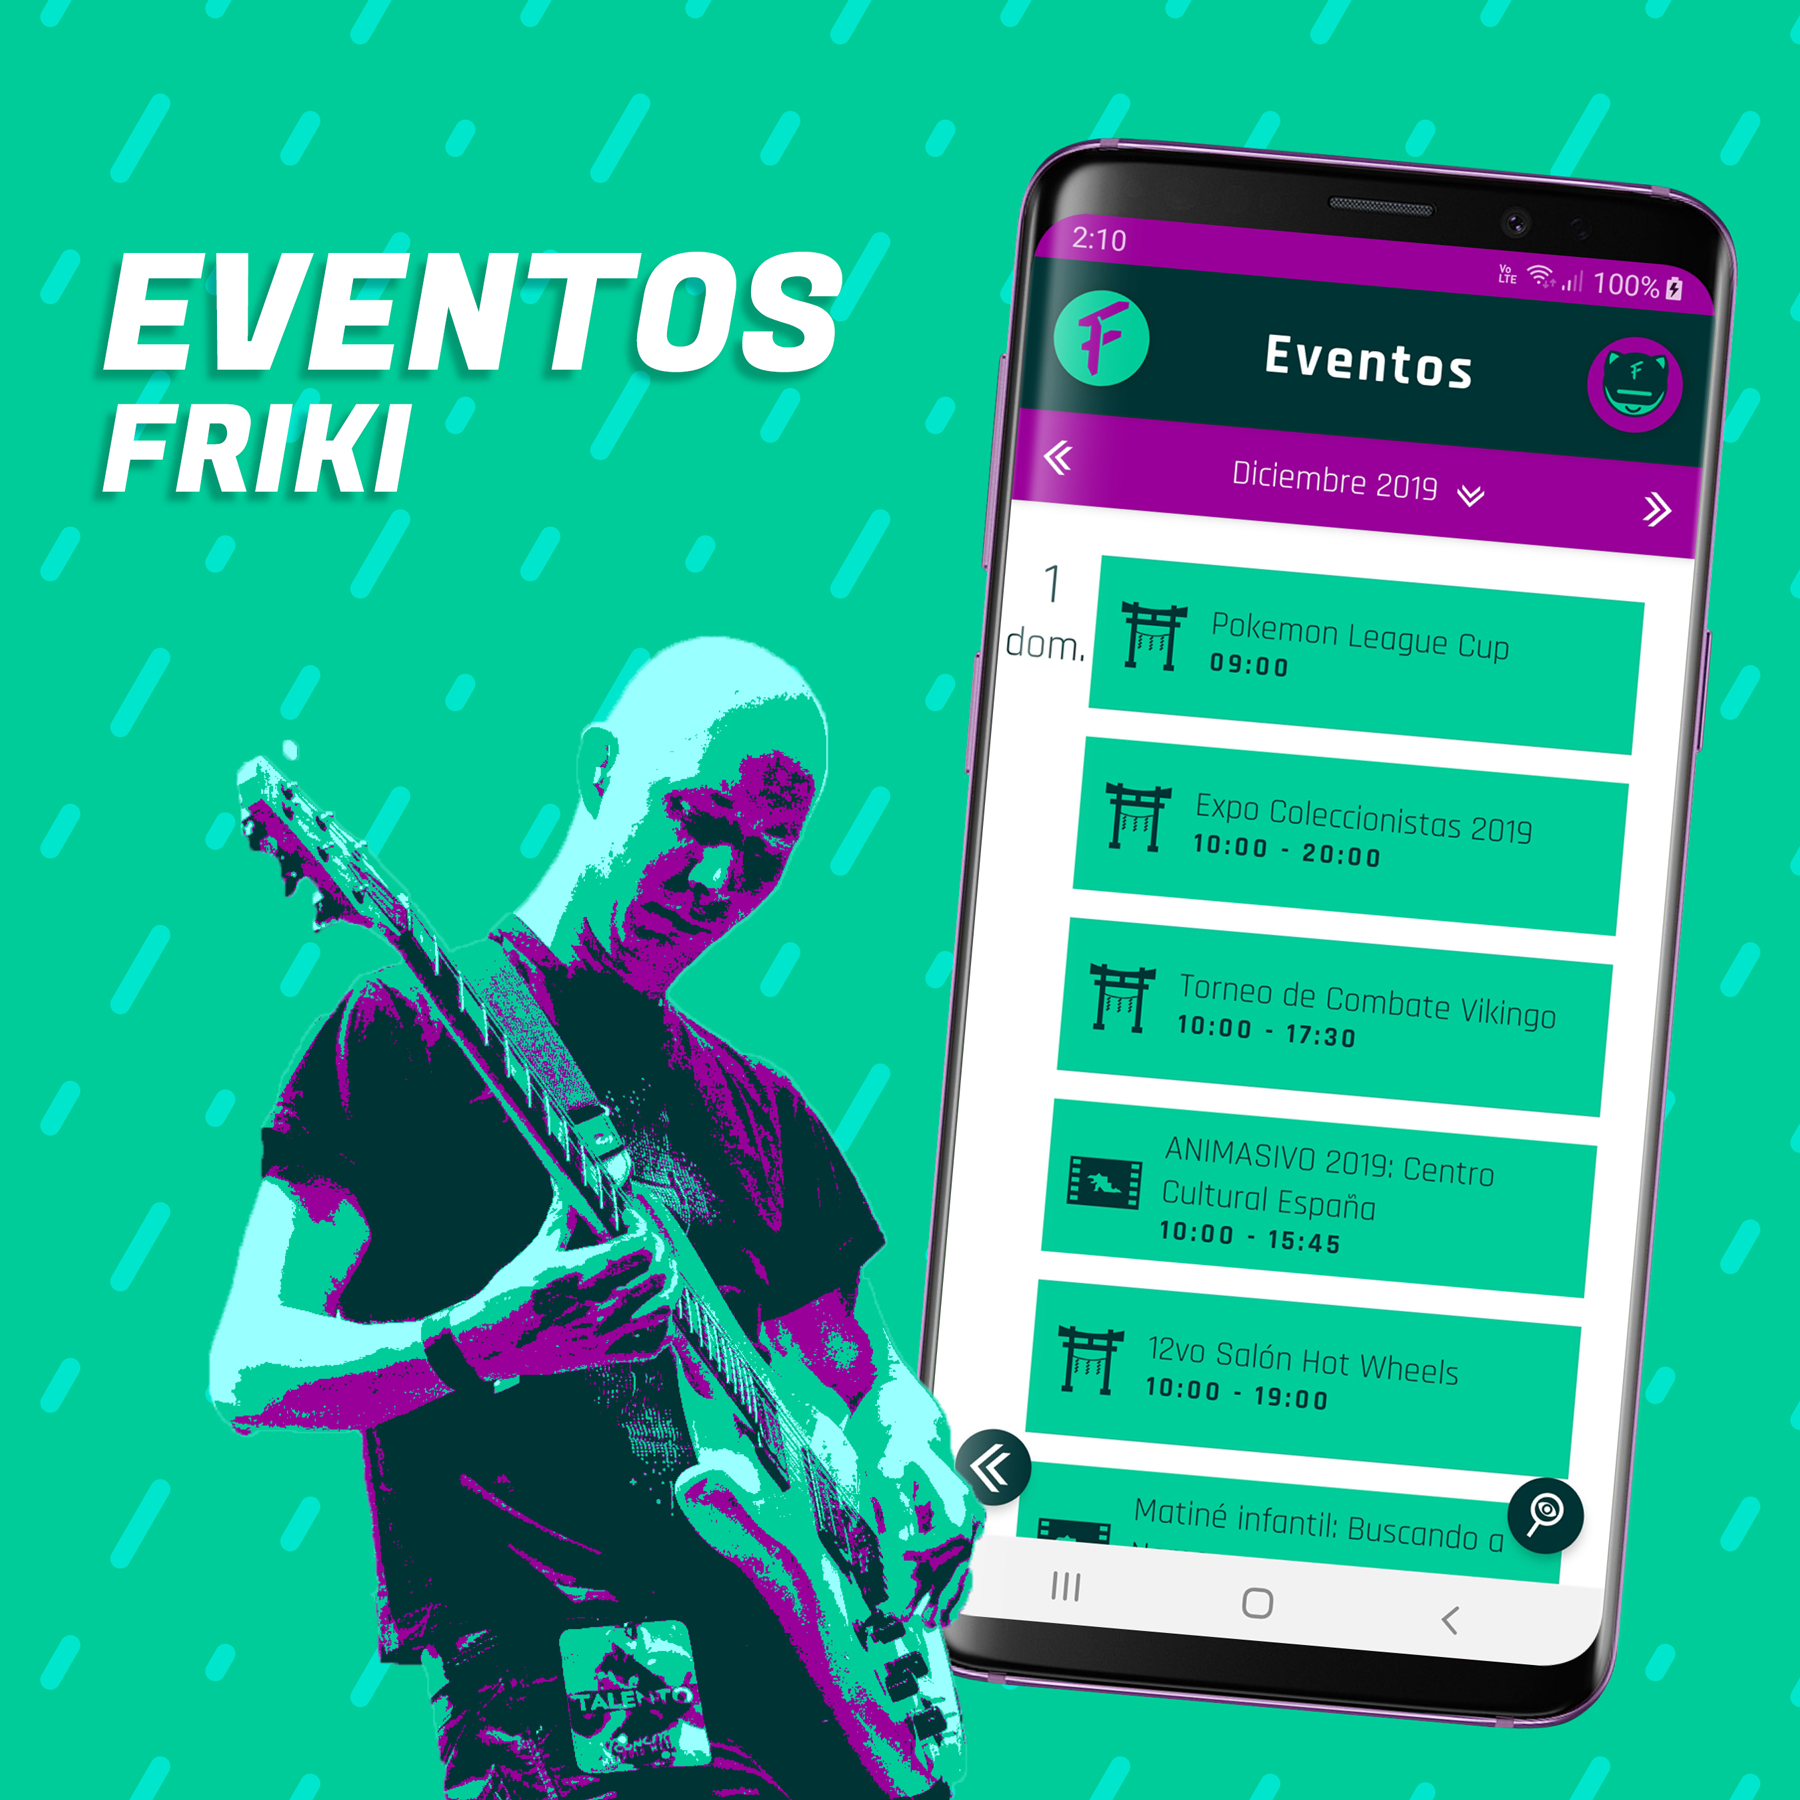 EVENTOS
FRIKI
2:10
Vo
LTE
100%
F
Eventos
F
Diciembre 2019
1
dom.
Pokemon League Cup
09:00
Expo Coleccionistas 2019
10:00 - 20:00
Torneo de Combate Vikingo
10:00 - 17:30
ANIMASIVO 2019: Centro
Cultural España
10:00 - 15:45
12vo Salón Hot Wheels
10:00 - 19:00
Matiné infantil: Buscando a
TALENTO